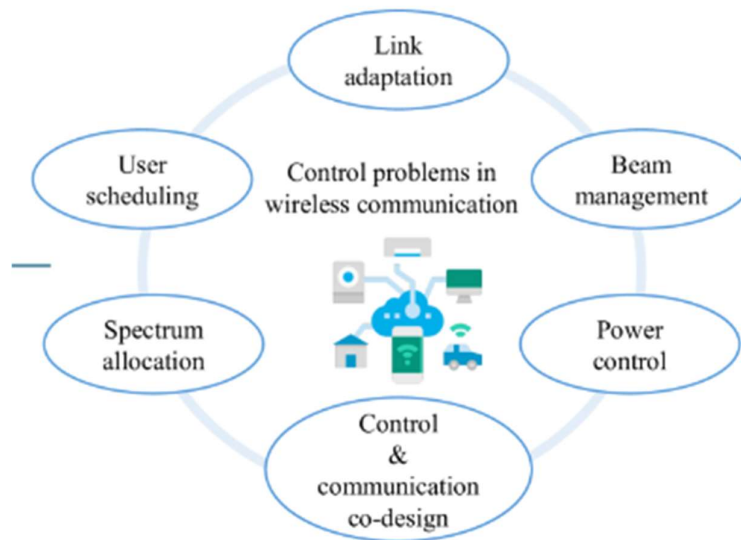 Link
adaptation
User
scheduling
Control problems in
wireless communication
Beam
management
Spectrum
allocation
Power
control
Control
&
communication
co-design